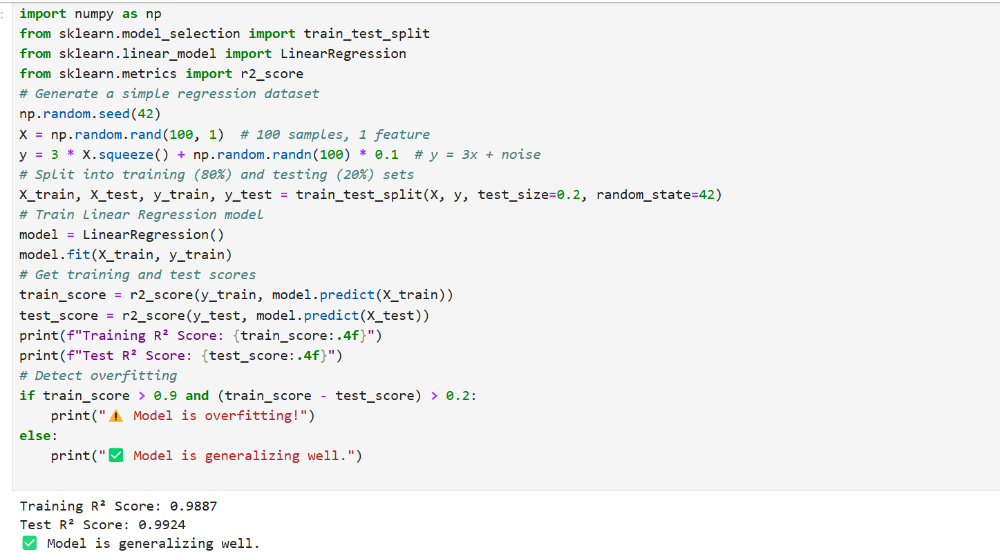 import numpy as np
from sklearn.model_selection import train_test_split
from sklearn.linear_model import LinearRegression
from sklearn.metrics import r2_score
# Generate a simple regression dataset
np.random.seed(42)
X = np.random.rand(100, 1)  # 100 samples, 1 feature
y = 3 * X.squeeze() + np.random.randn(100) * 0.1  # y = 3x + noise
# Split into training (80%) and testing (20%) sets
X_train, X_test, y_train, y_test = train_test_split(X, y, test_size=0.2, random_state=42)
# Train Linear Regression model
model = LinearRegression()
model.fit(X_train, y_train)
# Get training and test scores
train_score = r2_score(y_train, model.predict(X_train))
test_score = r2_score(y_test, model.predict(X_test))
print(f"Training R² Score: {train_score:.4f}")
print(f"Test R² Score: {test_score:.4f}")
# Detect overfitting
if train_score > 0.9 and (train_score - test_score) > 0.2:
    print("⚠️ Model is overfitting!")
else:
    print("✅ Model is generalizing well.")
Training R² Score: 0.9887
Test R² Score: 0.9924
✅ Model is generalizing well.